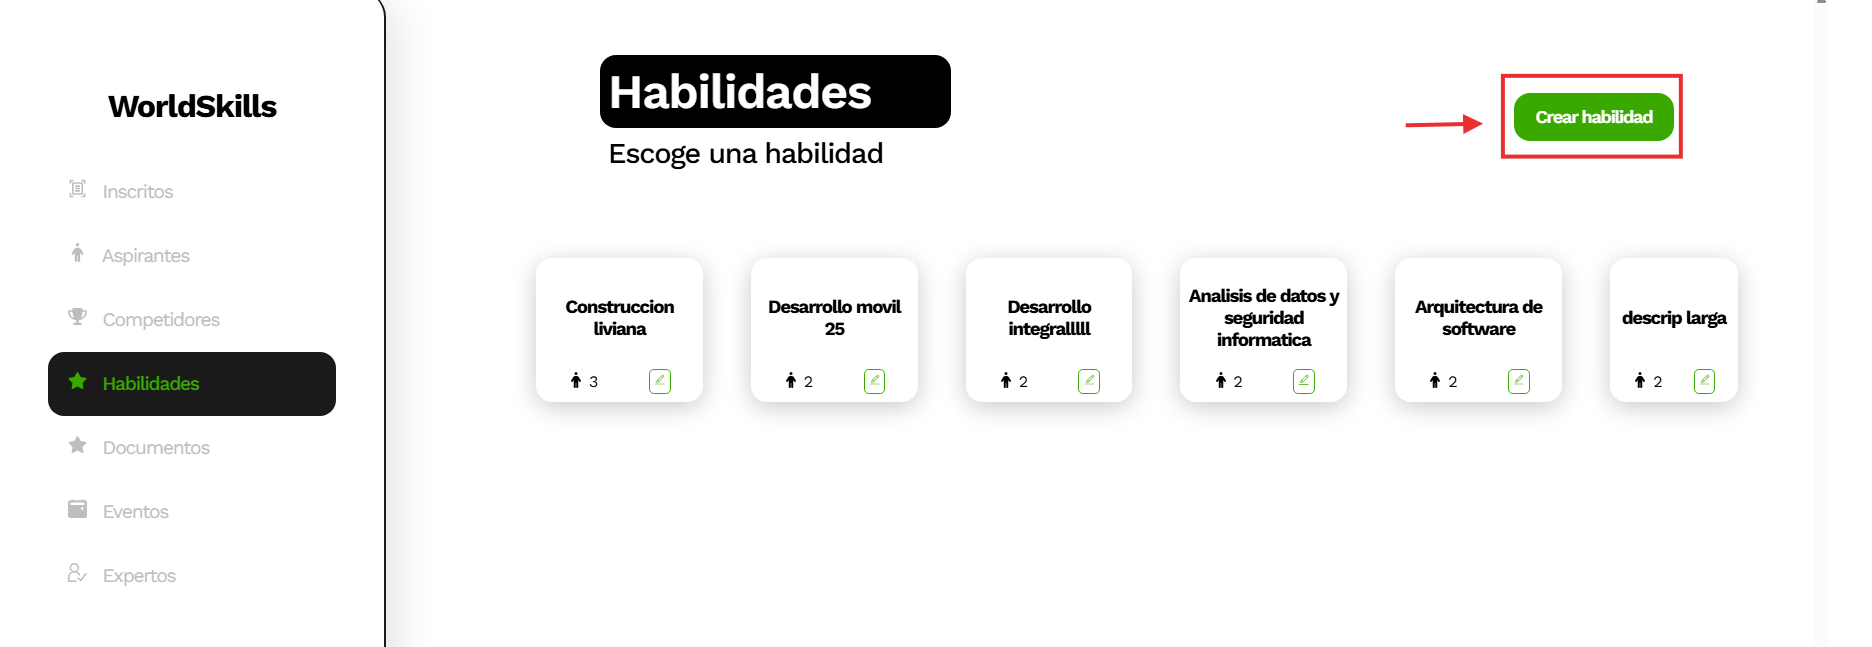 WorldSkills
Inscritos
Aspirantes
Competidores
Habilidades
Documentos
Eventos
Expertos
Habilidades
Escoge una habilidad
Crear habilidad
Construccion
liviana
3
Desarrollo movil
25
2
Desarrollo
integralllll
2
Analisis de datos y
seguridad
informatica
2
Arquitectura de
software
2
descrip larga
2